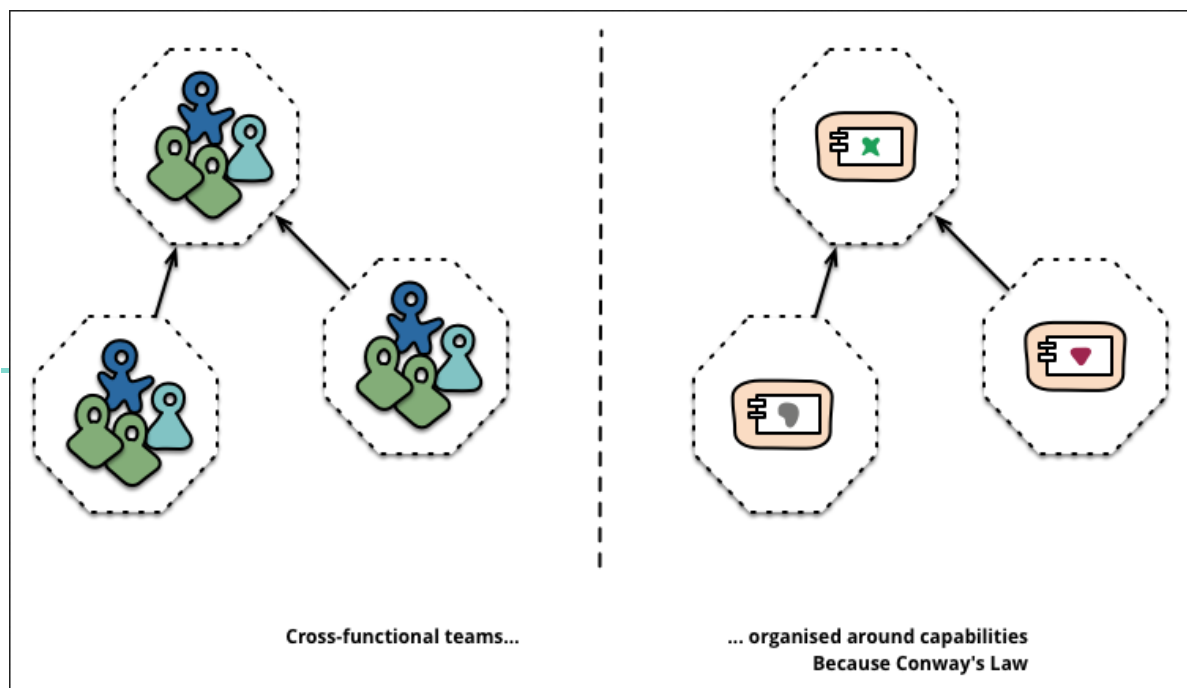 Cross-functional teams...
... organised around capabilities
Because Conway's Law